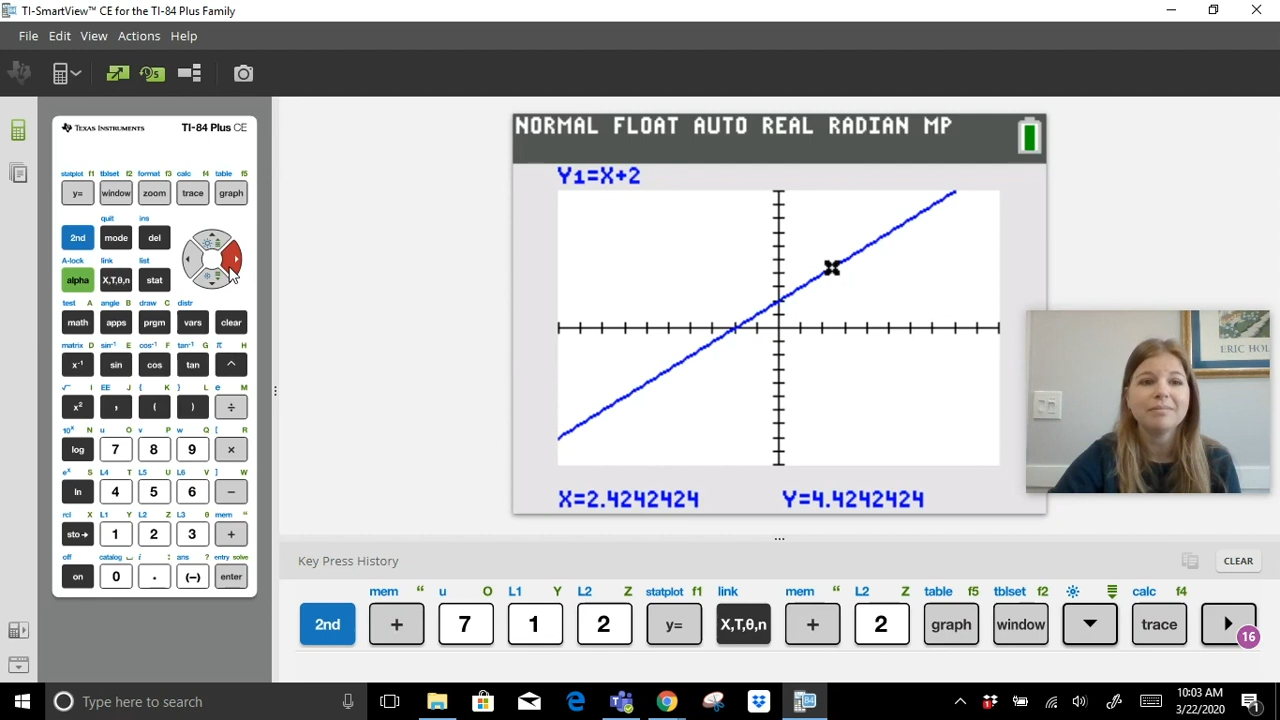 TI-SmartView™ CE for the TI-84 Plus Family
File Edit View Actions Help
TEXAS INSTRUMENTS TI-84 Plus CE
statplot f1 tblset f2 format f3 calc f4 table f5
y= window zoom trace graph
quit ins
2nd mode del
A-lock link list
alpha X,T,θ,n stat
test A angle B draw C distr
math apps prgm vars clear
matrix D sin⁻¹ E cos⁻¹ F tan⁻¹ G π H
x⁻¹ sin cos tan ^
√ I EE J { K } L e M
x² , ( ) ÷
10ˣ N u O v P w Q [ R
log 7 8 9 ×
eˣ S L4 T L5 U L6 V ] W
ln 4 5 6 −
rcl X L1 Y L2 Z L3 θ mem “
sto→ 1 2 3 +
off catalog ⎵ i : ans ? entry solve
on 0 . (−) enter
NORMAL FLOAT AUTO REAL RADIAN MP
Y1=X+2
X=2.4242424 Y=4.4242424
ERIC HOL
Key Press History
CLEAR
mem “ u O L1 Y L2 Z statplot f1 link mem “ L2 Z table f5 tblset f2 calc f4
2nd + 7 1 2 y= X,T,θ,n + 2 graph window trace
16
Type here to search
84
10:03 AM
3/22/2020
1